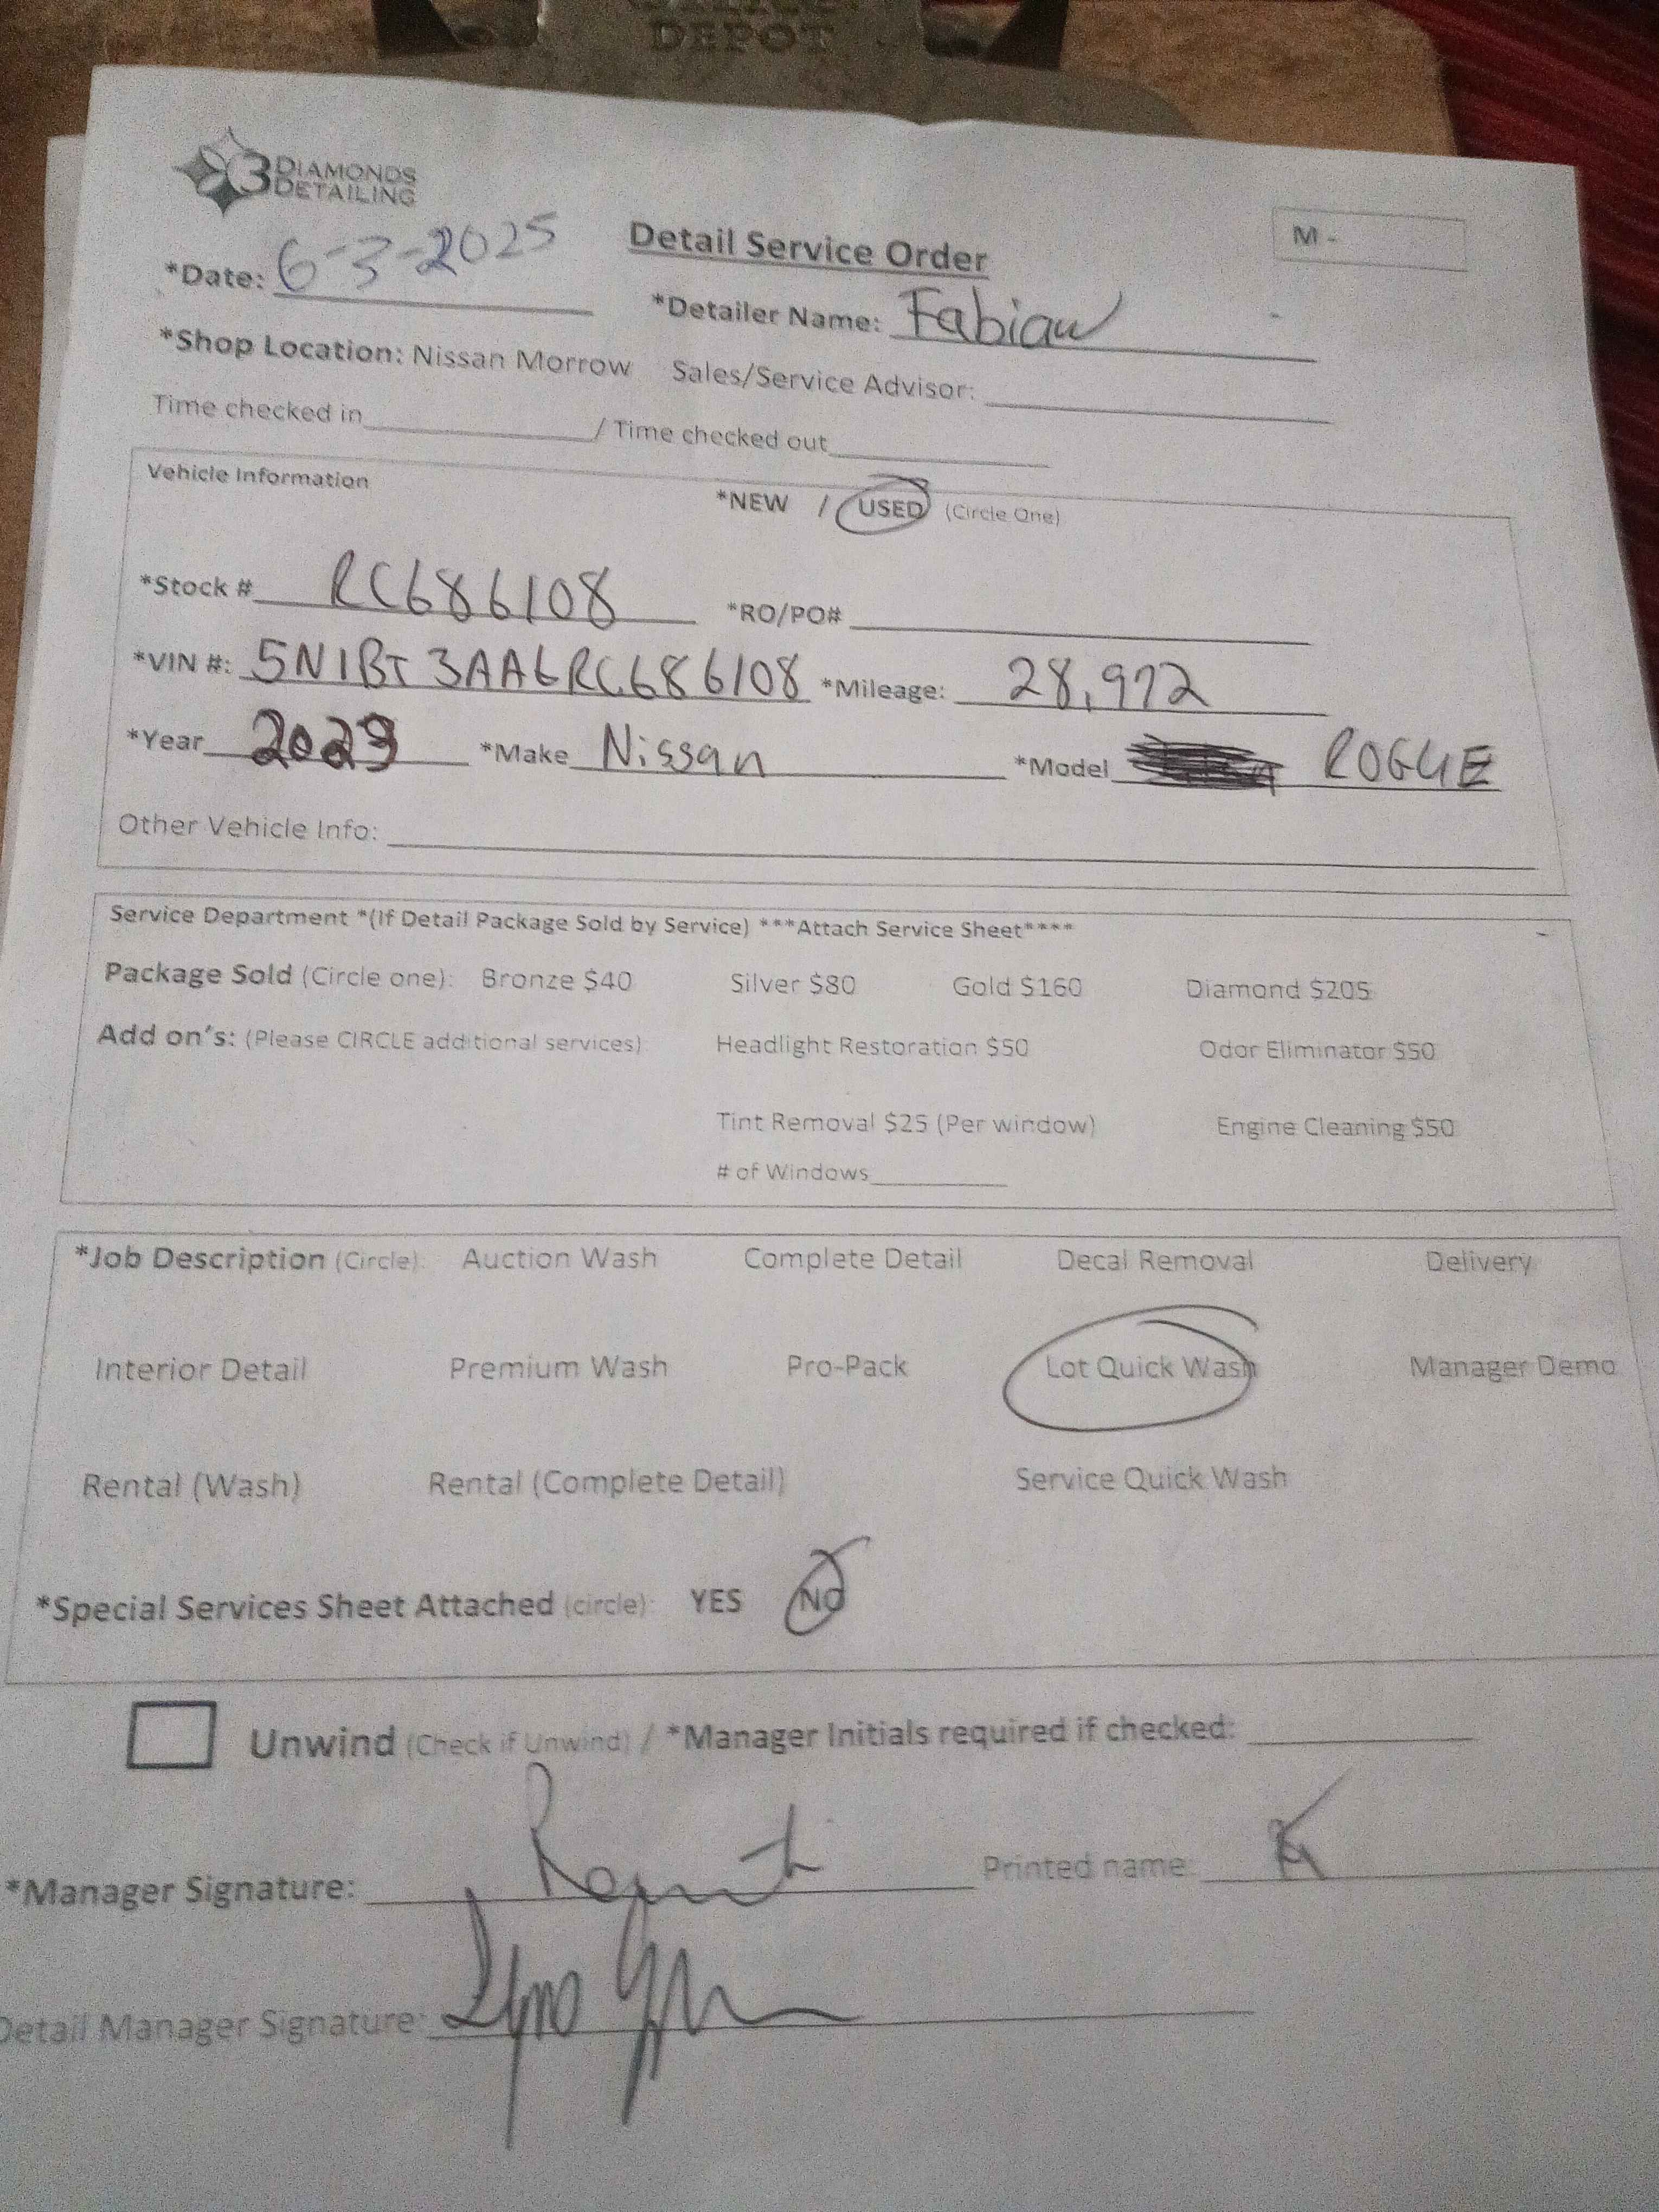 DEPOT
3 DIAMONDS
DETAILING
Detail Service Order
M -
*Date: 6-3-2025
*Detailer Name: Fabian
*Shop Location: Nissan Morrow Sales/Service Advisor:
Time checked in / Time checked out
Vehicle Information
*NEW / USED (Circle One)
*Stock # RC686108 *RO/PO#
*VIN #: 5N1BT3AA6RC686108 *Mileage: 28,972
*Year *Make Nissan *Model ROGUE
Other Vehicle Info:
Service Department *(If Detail Package Sold by Service) ***Attach Service Sheet****
Package Sold (Circle one): Bronze $40 Silver $80 Gold $160 Diamond $205
Add on's: (Please CIRCLE additional services) Headlight Restoration $50 Odor Eliminator $50
Tint Removal $25 (Per window) Engine Cleaning $50
# of Windows
*Job Description (Circle): Auction Wash Complete Detail Decal Removal Delivery
Interior Detail Premium Wash Pro-Pack Lot Quick Wash Manager Demo
Rental (Wash) Rental (Complete Detail) Service Quick Wash
*Special Services Sheet Attached (circle): YES NO
Unwind (Check if Unwind) / *Manager Initials required if checked:
*Manager Signature: Printed name:
Detail Manager Signature: